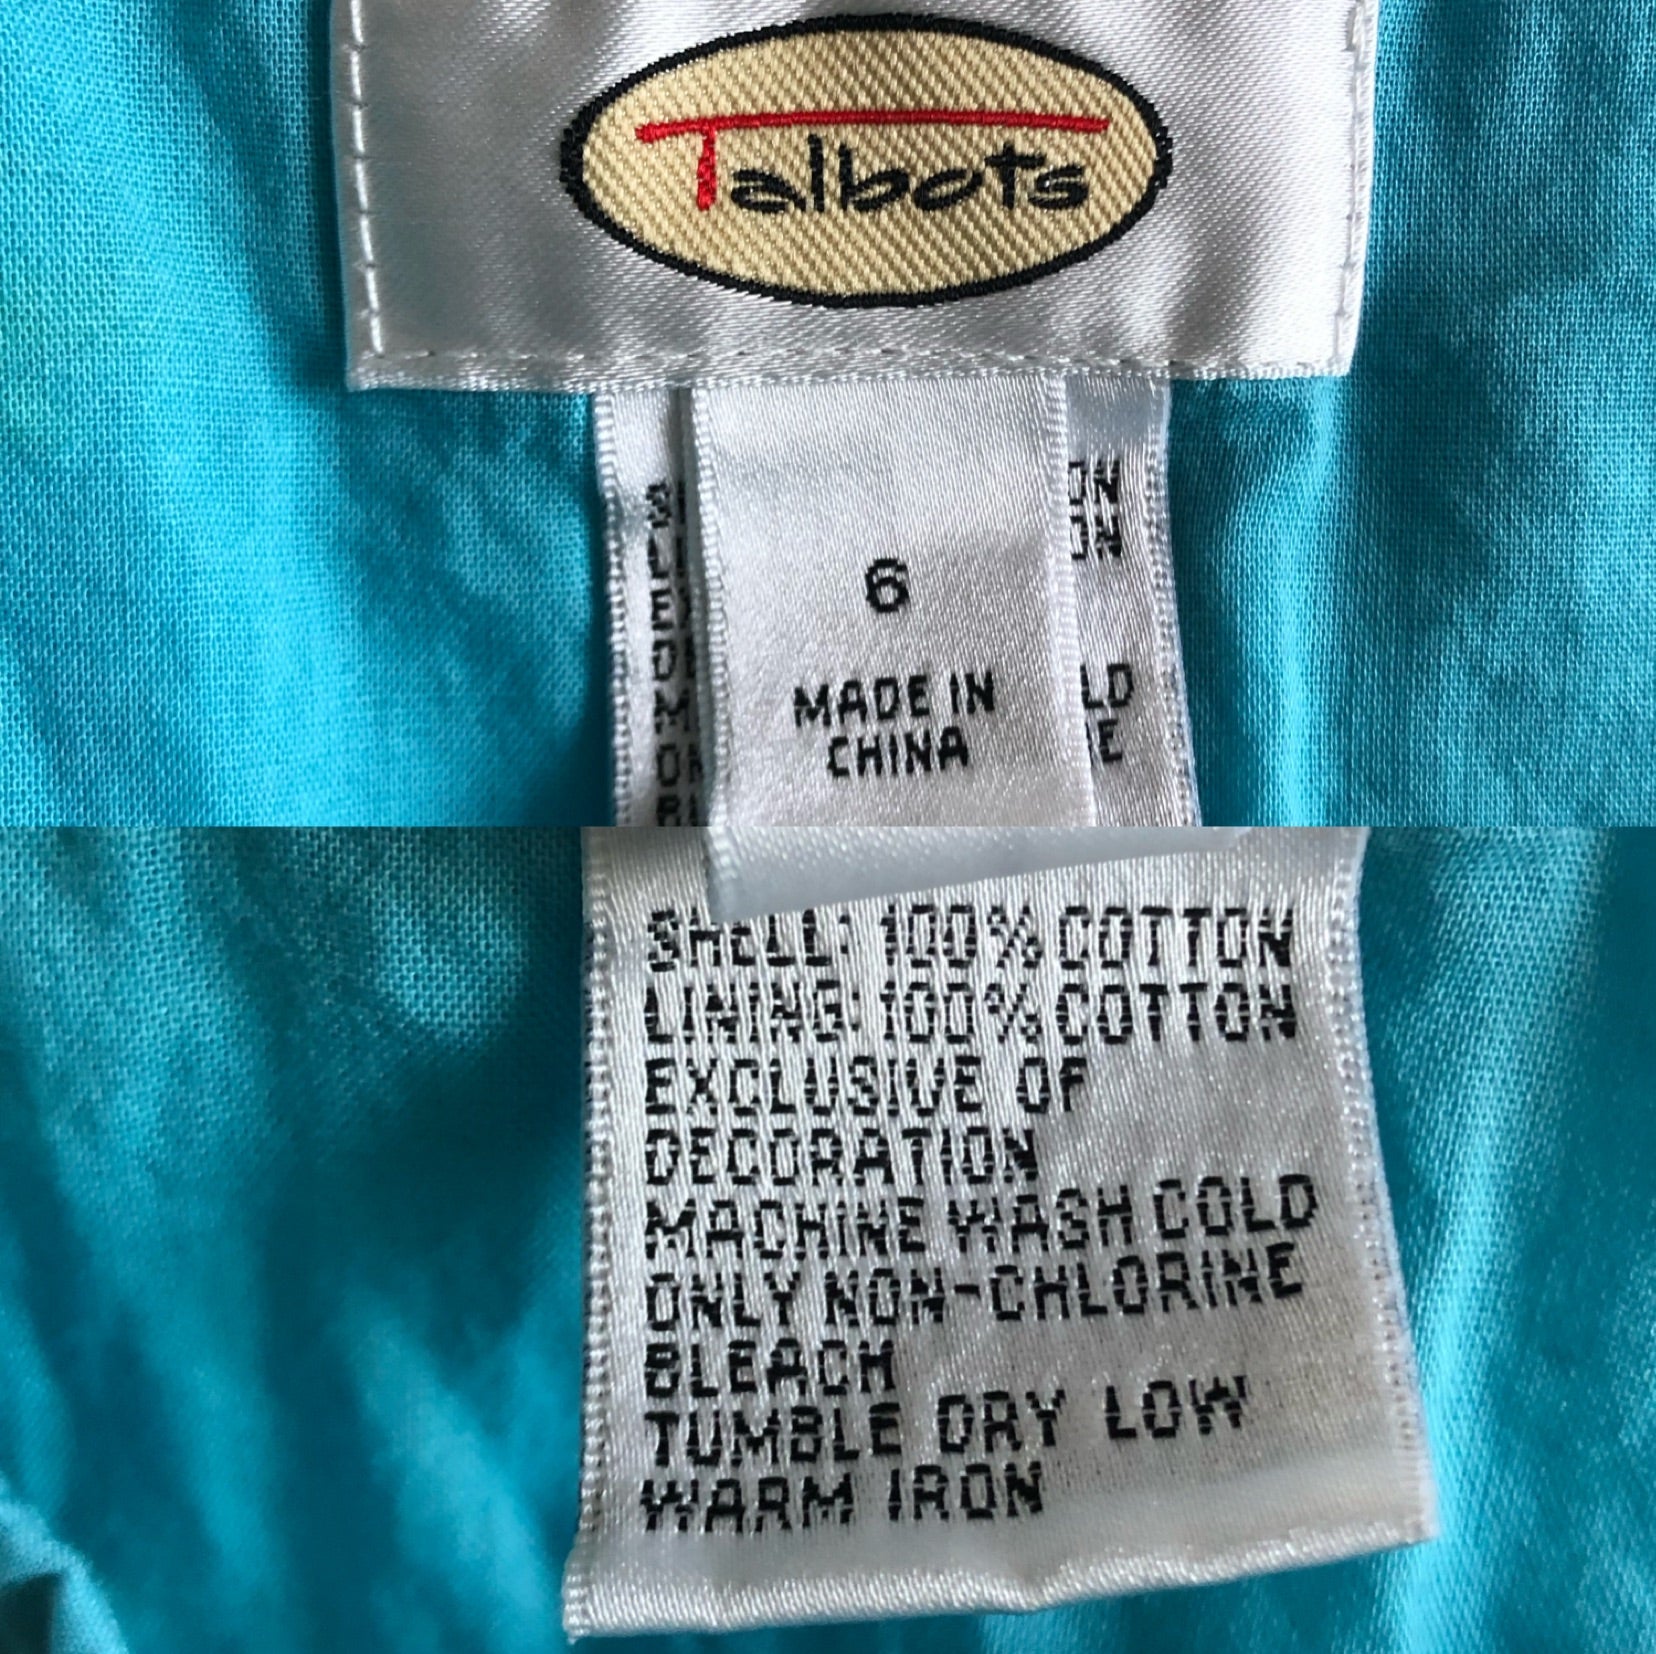 Talbots
6
MADE IN
CHINA
SHELL: 100% COTTON
LINING: 100% COTTON
EXCLUSIVE OF
DECORATION
MACHINE WASH COLD
ONLY NON-CHLORINE
BLEACH
TUMBLE DRY LOW
WARM IRON